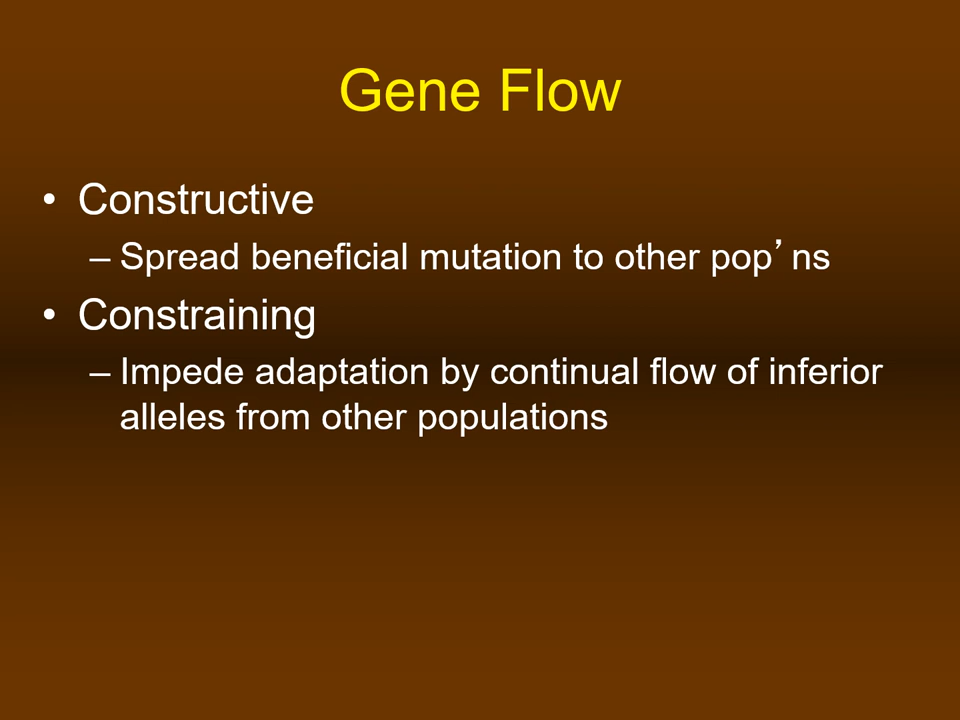 Gene Flow
• Constructive
– Spread beneficial mutation to other pop’ns
• Constraining
– Impede adaptation by continual flow of inferior
alleles from other populations